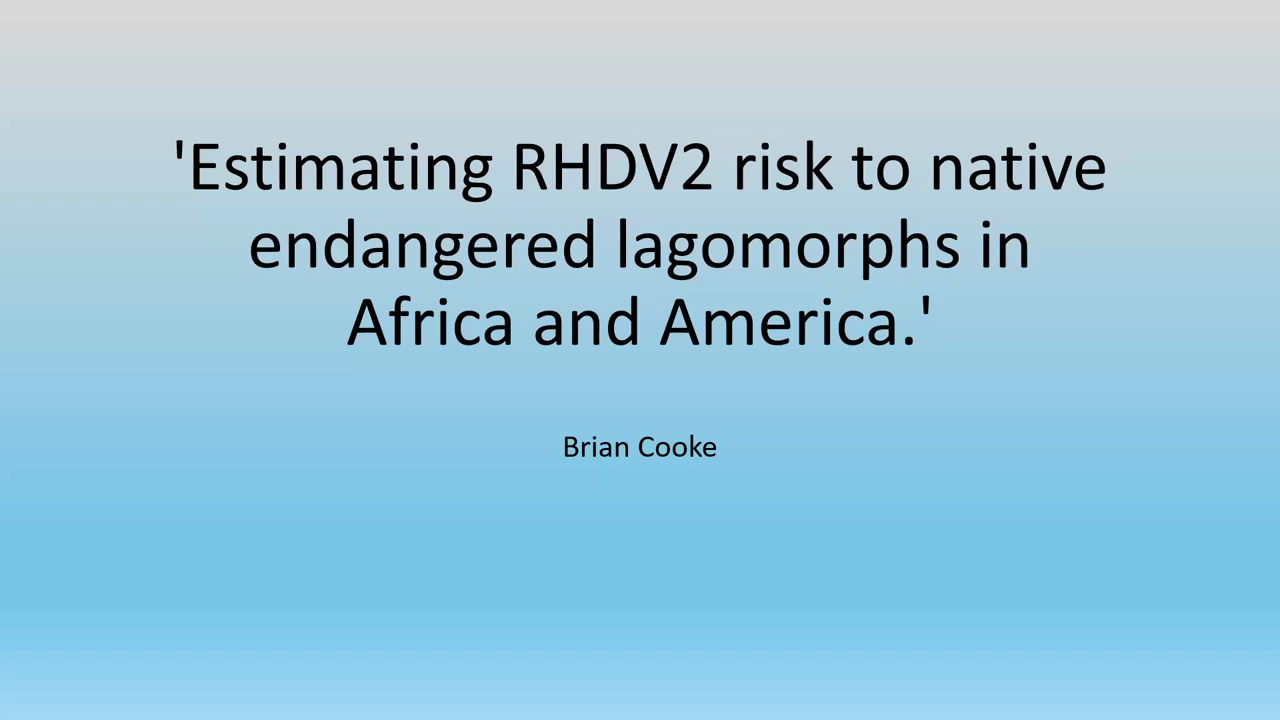 'Estimating RHDV2 risk to native
endangered lagomorphs in
Africa and America.'
Brian Cooke